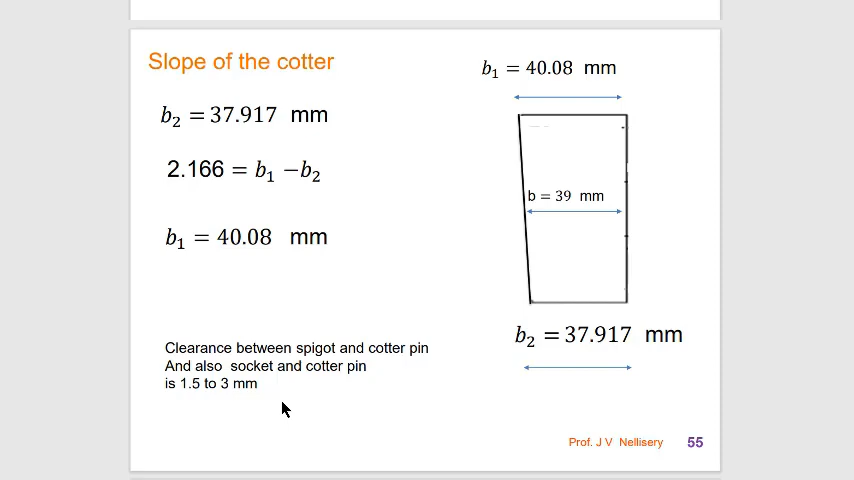 Slope of the cotter
b₂ = 37.917 mm
2.166 = b₁ −b₂
b₁ = 40.08 mm
Clearance between spigot and cotter pin
And also socket and cotter pin
is 1.5 to 3 mm
b₁ = 40.08 mm
b = 39 mm
b₂ = 37.917 mm
Prof. J V Nellisery 55